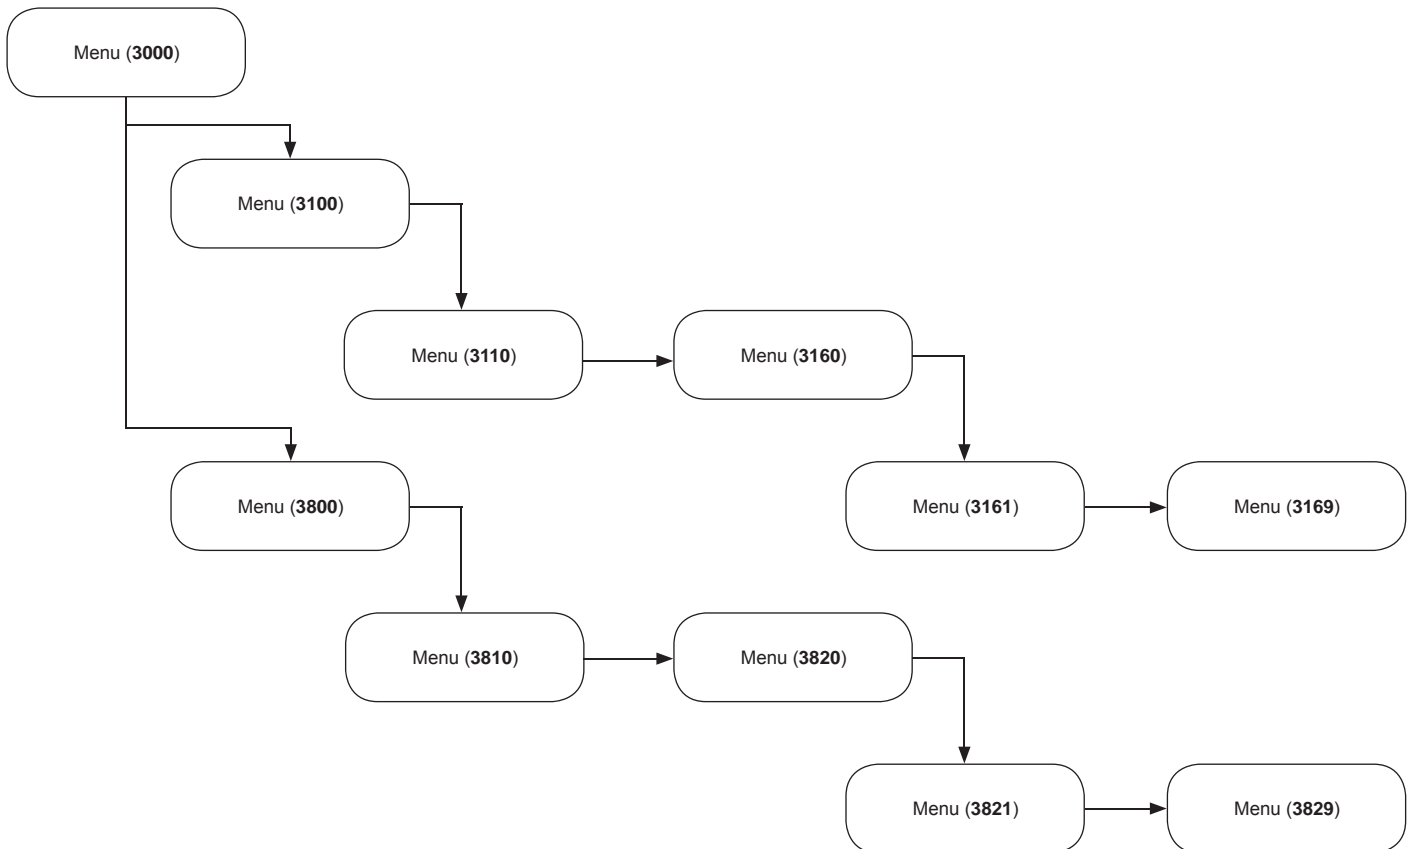 Menu (3000)
Menu (3100)
Menu (3110)
Menu (3160)
Menu (3800)
Menu (3161)
Menu (3169)
Menu (3810)
Menu (3820)
Menu (3821)
Menu (3829)